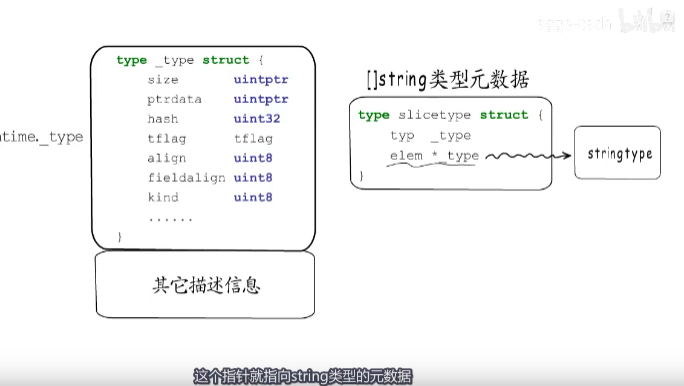 type _type struct {
size uintptr
ptrdata uintptr
hash uint32
tflag tflag
align uint8
fieldalign uint8
kind uint8
......
}
ntime._type
其它描述信息
[]string类型元数据
type slicetype struct {
typ _type
elem *_type
}
stringtype
这个指针就指向string类型的元数据